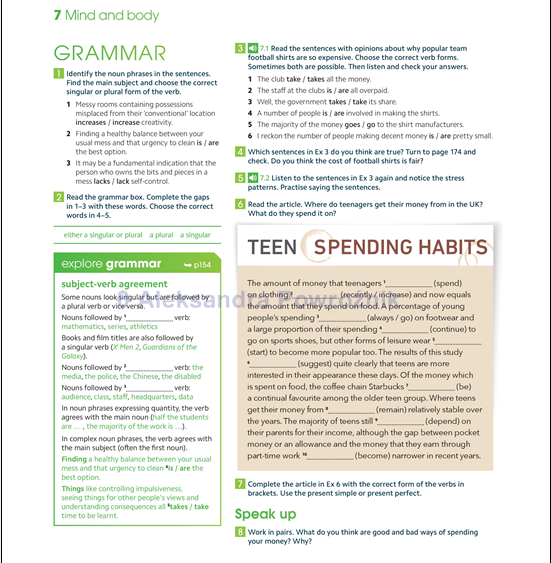 7 Mind and body
GRAMMAR
1 Identify the noun phrases in the sentences.
Find the main subject and choose the correct
singular or plural form of the verb.
1 Messy rooms containing possessions
misplaced from their 'conventional' location
increases / increase creativity.
2 Finding a healthy balance between your
usual mess and that urgency to clean is / are
the best option.
3 It may be a fundamental indication that the
person who owns the bits and pieces in a
mess lacks / lack self-control.
2 Read the grammar box. Complete the gaps
in 1–3 with these words. Choose the correct
words in 4–5.
either a singular or plural a plural a singular
explore grammar p154
subject-verb agreement
Some nouns look singular but are followed by
a plural verb or vice versa.
Nouns followed by 1____________ verb:
mathematics, series, athletics
Books and film titles are also followed by
a singular verb (X Men 2, Guardians of the
Galaxy).
Nouns followed by 2____________ verb: the
media, the police, the Chinese, the disabled
Nouns followed by 3____________ verb:
audience, class, staff, headquarters, data
In noun phrases expressing quantity, the verb
agrees with the main noun (half the students
are … , the majority of the work is …).
In complex noun phrases, the verb agrees with
the main subject (often the first noun).
Finding a healthy balance between your usual
mess and that urgency to clean 4is / are the
best option.
Things like controlling impulsiveness,
seeing things for other people's views and
understanding consequences all 5takes / take
time to be learnt.
3 7.1 Read the sentences with opinions about why popular team
football shirts are so expensive. Choose the correct verb forms.
Sometimes both are possible. Then listen and check your answers.
1 The club take / takes all the money.
2 The staff at the clubs is / are all overpaid.
3 Well, the government takes / take its share.
4 A number of people is / are involved in making the shirts.
5 The majority of the money goes / go to the shirt manufacturers.
6 I reckon the number of people making decent money is / are pretty small.
4 Which sentences in Ex 3 do you think are true? Turn to page 174 and
check. Do you think the cost of football shirts is fair?
5 7.2 Listen to the sentences in Ex 3 again and notice the stress
patterns. Practise saying the sentences.
6 Read the article. Where do teenagers get their money from in the UK?
What do they spend it on?
TEEN SPENDING HABITS
The amount of money that teenagers 1____________ (spend)
on clothing 2____________ (recently / increase) and now equals
the amount that they spend on food. A percentage of young
people's spending 3____________ (always / go) on footwear and
a large proportion of their spending 4____________ (continue) to
go on sports shoes, but other forms of leisure wear 5____________
(start) to become more popular too. The results of this study
6____________ (suggest) quite clearly that teens are more
interested in their appearance these days. Of the money which
is spent on food, the coffee chain Starbucks 7____________ (be)
a continual favourite among the older teen group. Where teens
get their money from 8____________ (remain) relatively stable over
the years. The majority of teens still 9____________ (depend) on
their parents for their income, although the gap between pocket
money or an allowance and the money that they earn through
part-time work 10____________ (become) narrower in recent years.
7 Complete the article in Ex 6 with the correct form of the verbs in
brackets. Use the present simple or present perfect.
Speak up
8 Work in pairs. What do you think are good and bad ways of spending
your money? Why?